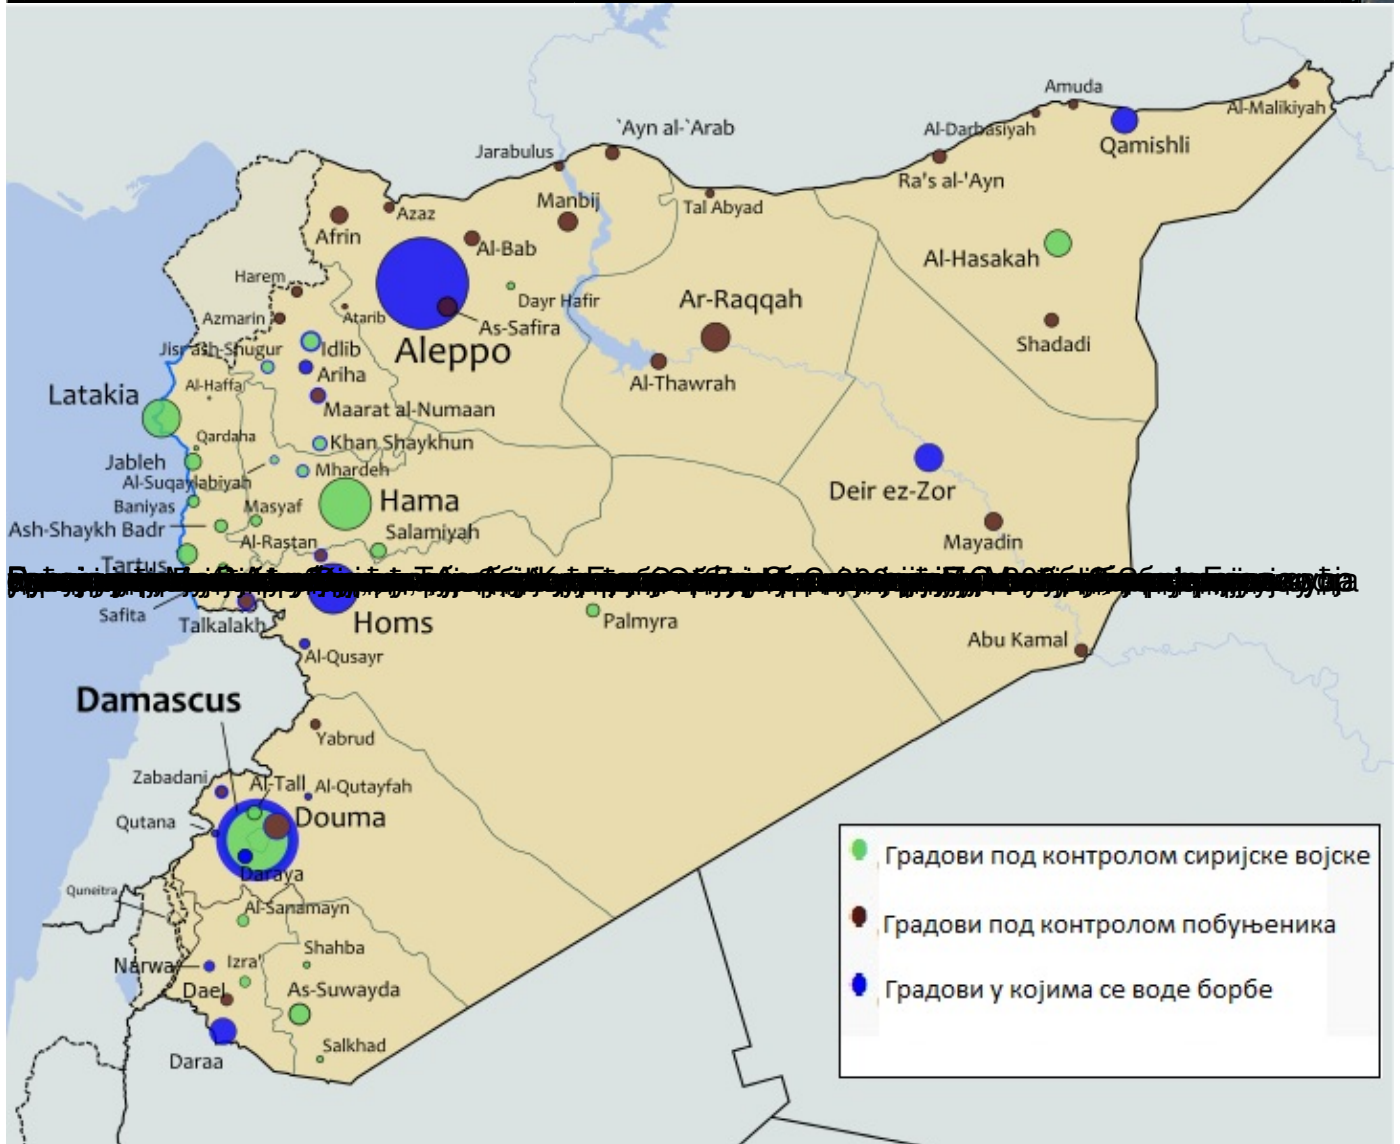 Amuda
Al-Malikiyah
`Ayn al-`Arab
Al-Darbasiyah
Qamishli
Jarabulus
Ra's al-'Ayn
Manbij
Tal Abyad
Azaz
Afrin
Al-Bab
Al-Hasakah
Harem
Dayr Hafir
Ar-Raqqah
Azmarin
Atarib
As-Safira
Shadadi
Jisr ash-Shugur
Idlib
Aleppo
Ariha
Al-Thawrah
Al-Haffa
Latakia
Maarat al-Numaan
Qardaha
Khan Shaykhun
Jableh
Mhardeh
Al-Suqaylabiyah
Deir ez-Zor
Baniyas
Masyaf
Hama
Ash-Shaykh Badr
Salamiyah
Al-Rastan
Mayadin
Tartus
Safita
Talkalakh
Homs
Palmyra
Abu Kamal
Al-Qusayr
Damascus
Yabrud
Zabadani
Al-Tall
Al-Qutayfah
Qutana
Douma
Daraya
Quneitra
Al-Sanamayn
Shahba
Narwa
Izra'
Dael
As-Suwayda
Salkhad
Daraa
Градови под контролом сиријске војске
Градови под контролом побуњеника
Градови у којима се воде борбе